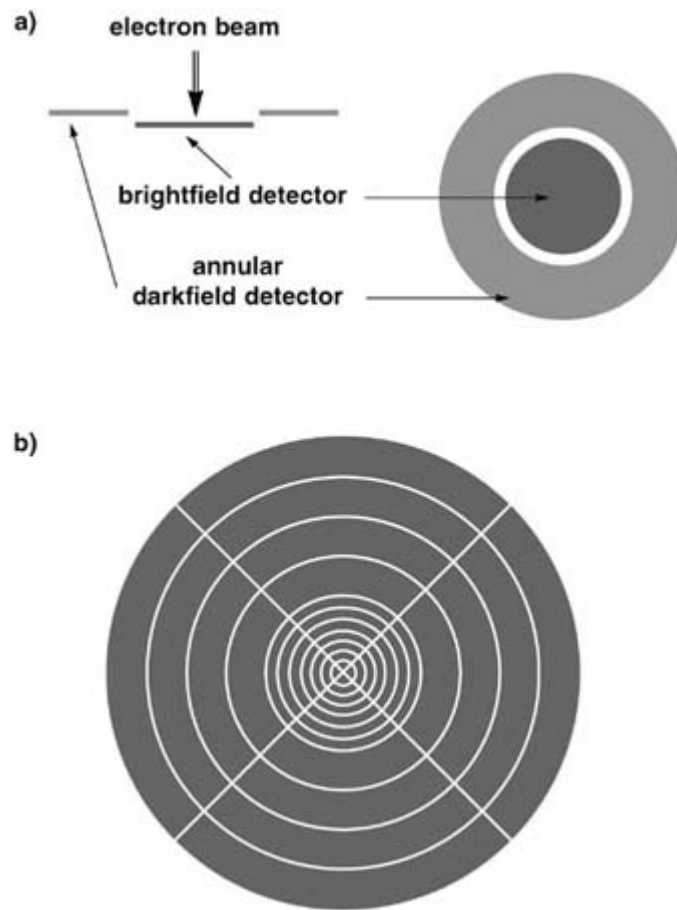 a)
electron beam
brightfield detector
annular
darkfield detector
b)